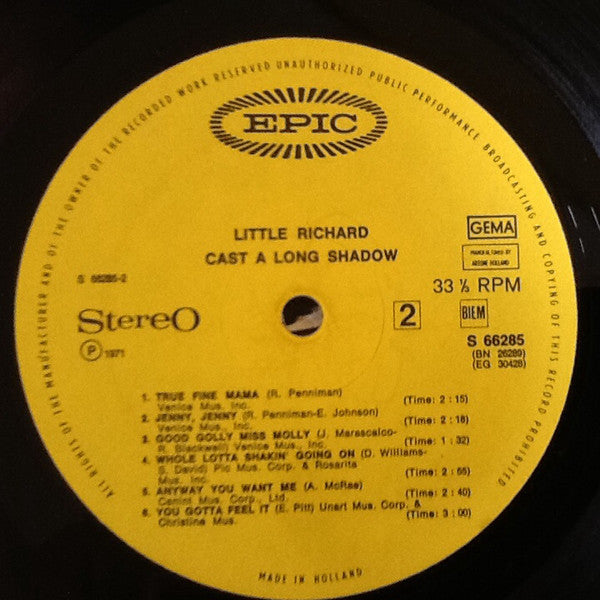 ALL RIGHTS OF THE MANUFACTURER AND OF THE OWNER OF THE RECORDED WORK RESERVED UNAUTHORIZED PUBLIC PERFORMANCE BROADCASTING AND COPYING OF THIS RECORD PROHIBITED
EPIC
LITTLE RICHARD
CAST A LONG SHADOW
GEMA
MANUFACTURED BY
ARTONE HOLLAND
S 66285-2
33 ⅓ RPM
Stereo
2
BIEM
℗ 1971
S 66285
(BN 26289)
(EG 30428)
1. TRUE FINE MAMA (R. Penniman)
Venice Mus. Inc. (Time: 2 : 15)
2. JENNY, JENNY (R. Penniman-E. Johnson)
Venice Mus., Inc. (Time: 2 : 18)
3. GOOD GOLLY MISS MOLLY (J. Marascalco-
R. Blackwell) Venice Mus., Inc. (Time: 1 : 32)
4. WHOLE LOTTA SHAKIN' GOING ON (D. Williams-
S. David) Pic Mus. Corp. & Rosarita
Mus. Inc. (Time: 2 : 55)
5. ANYWAY YOU WANT ME (A. McRae)
Camini Mus. Corp., Ltd. (Time: 2 : 40)
6. YOU GOTTA FEEL IT (E. Pitt) Unart Mus. Corp. &
Christine Mus. (Time: 3 : 00)
MADE IN HOLLAND